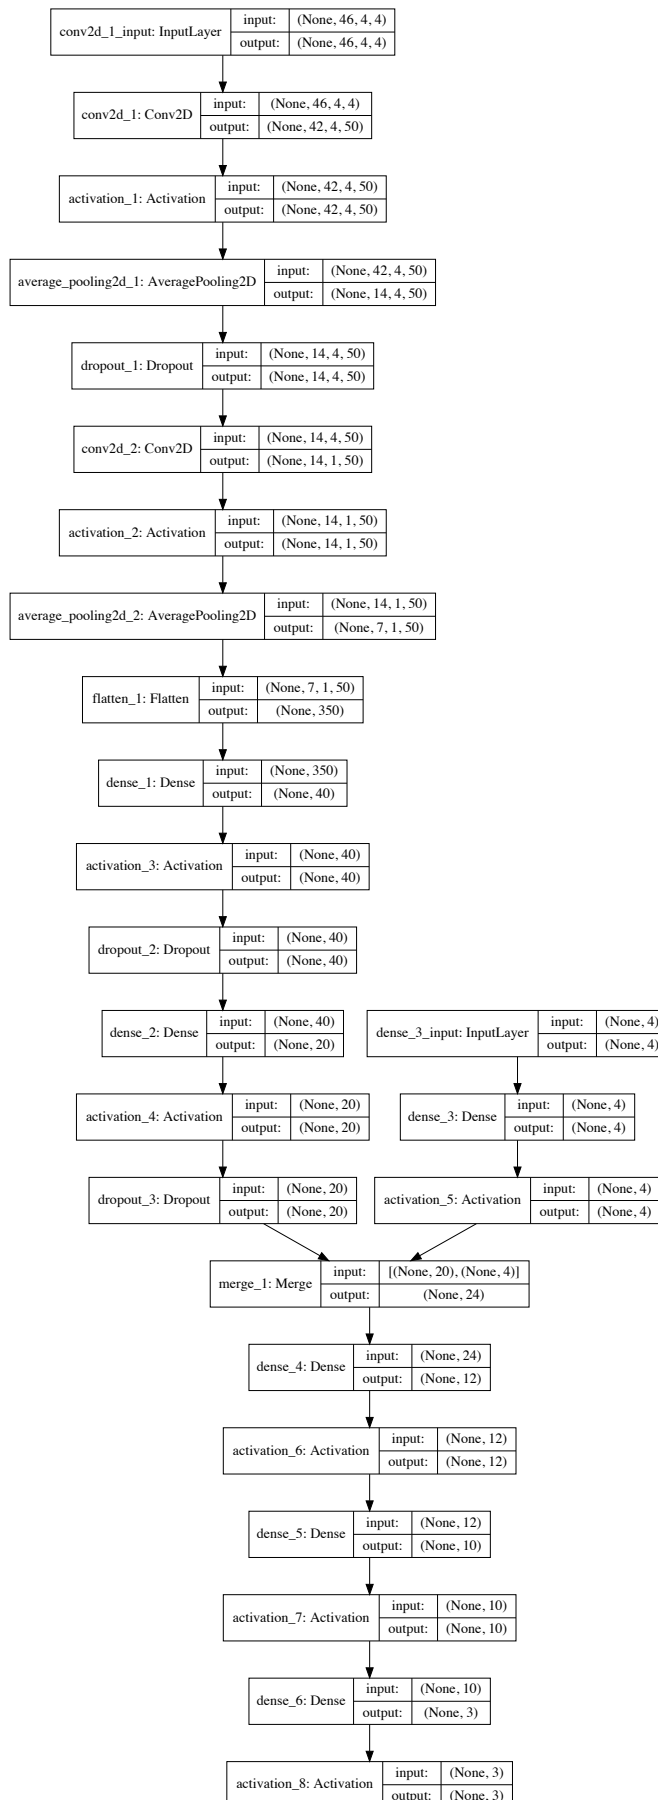 conv2d_1_input: InputLayer
input: (None, 46, 4, 4)
output: (None, 46, 4, 4)
conv2d_1: Conv2D
input: (None, 46, 4, 4)
output: (None, 42, 4, 50)
activation_1: Activation
input: (None, 42, 4, 50)
output: (None, 42, 4, 50)
average_pooling2d_1: AveragePooling2D
input: (None, 42, 4, 50)
output: (None, 14, 4, 50)
dropout_1: Dropout
input: (None, 14, 4, 50)
output: (None, 14, 4, 50)
conv2d_2: Conv2D
input: (None, 14, 4, 50)
output: (None, 14, 1, 50)
activation_2: Activation
input: (None, 14, 1, 50)
output: (None, 14, 1, 50)
average_pooling2d_2: AveragePooling2D
input: (None, 14, 1, 50)
output: (None, 7, 1, 50)
flatten_1: Flatten
input: (None, 7, 1, 50)
output: (None, 350)
dense_1: Dense
input: (None, 350)
output: (None, 40)
activation_3: Activation
input: (None, 40)
output: (None, 40)
dropout_2: Dropout
input: (None, 40)
output: (None, 40)
dense_2: Dense
input: (None, 40)
output: (None, 20)
dense_3_input: InputLayer
input: (None, 4)
output: (None, 4)
activation_4: Activation
input: (None, 20)
output: (None, 20)
dense_3: Dense
input: (None, 4)
output: (None, 4)
dropout_3: Dropout
input: (None, 20)
output: (None, 20)
activation_5: Activation
input: (None, 4)
output: (None, 4)
merge_1: Merge
input: [(None, 20), (None, 4)]
output: (None, 24)
dense_4: Dense
input: (None, 24)
output: (None, 12)
activation_6: Activation
input: (None, 12)
output: (None, 12)
dense_5: Dense
input: (None, 12)
output: (None, 10)
activation_7: Activation
input: (None, 10)
output: (None, 10)
dense_6: Dense
input: (None, 10)
output: (None, 3)
activation_8: Activation
input: (None, 3)
output: (None, 3)